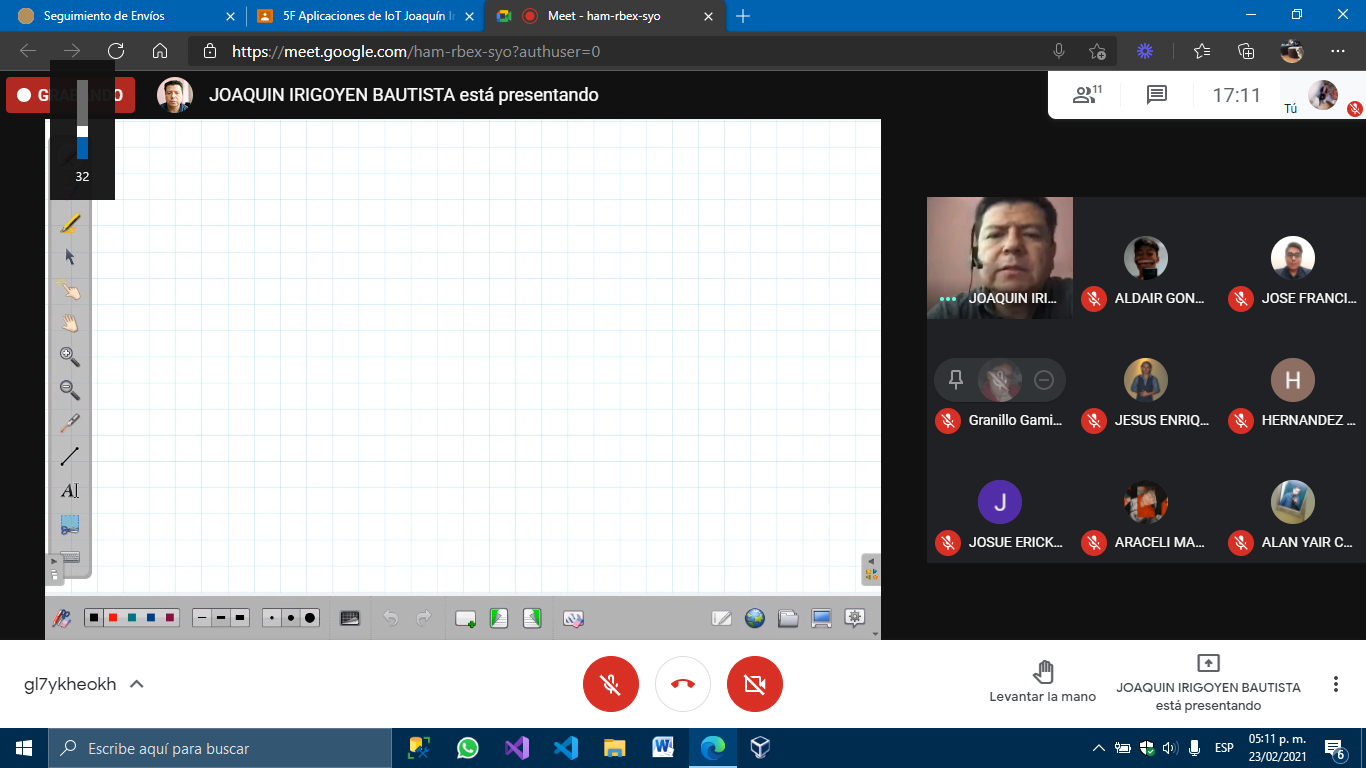 Seguimiento de Envíos
5F Aplicaciones de IoT Joaquín I
Meet - ham-rbex-syo
https://meet.google.com/ham-rbex-syo?authuser=0
JOAQUIN IRIGOYEN BAUTISTA está presentando
11
17:11
Tú
32
JOAQUIN IRI...
ALDAIR GON...
JOSE FRANCI...
Granillo Gami...
JESUS ENRIQ...
H
HERNANDEZ ...
J
JOSUE ERICK...
ARACELI MA...
ALAN YAIR C...
AI
gl7ykheokh
Levantar la mano
JOAQUIN IRIGOYEN BAUTISTA
está presentando
Escribe aquí para buscar
ESP
05:11 p. m.
23/02/2021
6